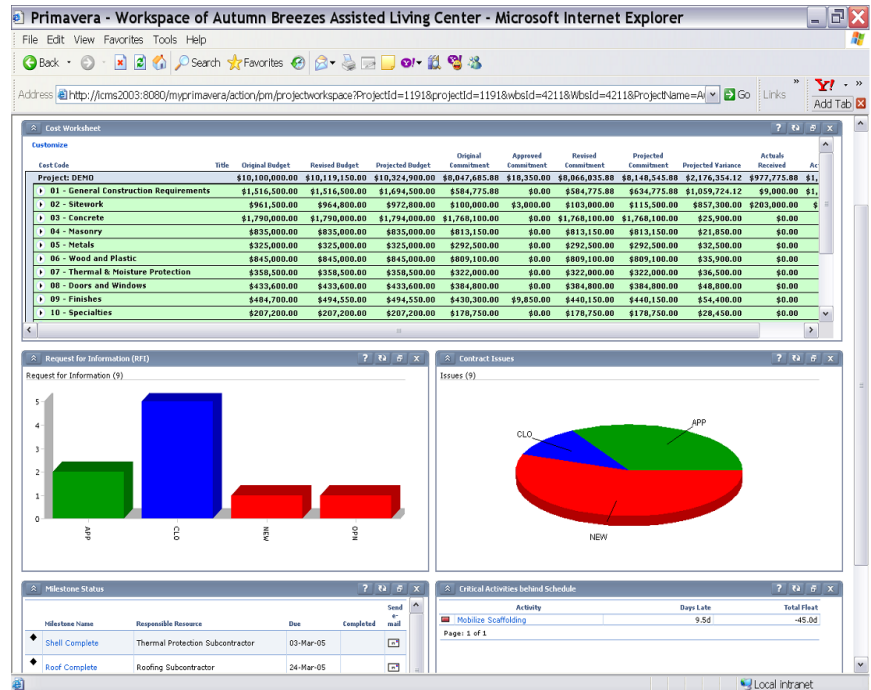 Primavera - Workspace of Autumn Breezes Assisted Living Center - Microsoft Internet Explorer
File Edit View Favorites Tools Help
Back Search Favorites
Address http://icms2003:8080/myprimavera/action/pm/projectworkspace?ProjectId=1191&projectId=1191&wbsId=4211&WbsId=4211&ProjectName=A Go Links » Y! »
Add Tab
Cost Worksheet
Customize
Cost Code Title Original Budget Revised Budget Projected Budget Original Commitment Approved Commitment Revised Commitment Projected Commitment Projected Variance Actuals Received Ac
Project: DEMO $10,100,000.00 $10,119,150.00 $10,324,900.00 $8,047,685.88 $18,350.00 $8,066,035.88 $8,148,545.88 $2,176,354.12 $977,775.88 $1,
01 - General Construction Requirements $1,516,500.00 $1,516,500.00 $1,694,500.00 $584,775.88 $0.00 $584,775.88 $634,775.88 $1,059,724.12 $9,000.00 $1,
02 - Sitework $961,500.00 $964,800.00 $972,800.00 $100,000.00 $3,000.00 $103,000.00 $115,500.00 $857,300.00 $203,000.00 $
03 - Concrete $1,790,000.00 $1,790,000.00 $1,794,000.00 $1,768,100.00 $0.00 $1,768,100.00 $1,768,100.00 $25,900.00 $0.00
04 - Masonry $835,000.00 $835,000.00 $835,000.00 $813,150.00 $0.00 $813,150.00 $813,150.00 $21,850.00 $0.00
05 - Metals $325,000.00 $325,000.00 $325,000.00 $292,500.00 $0.00 $292,500.00 $292,500.00 $32,500.00 $0.00
06 - Wood and Plastic $845,000.00 $845,000.00 $845,000.00 $809,100.00 $0.00 $809,100.00 $809,100.00 $35,900.00 $0.00
07 - Thermal & Moisture Protection $358,500.00 $358,500.00 $358,500.00 $322,000.00 $0.00 $322,000.00 $322,000.00 $36,500.00 $0.00
08 - Doors and Windows $433,600.00 $433,600.00 $433,600.00 $384,800.00 $0.00 $384,800.00 $384,800.00 $48,800.00 $0.00
09 - Finishes $484,700.00 $494,550.00 $494,550.00 $430,300.00 $9,850.00 $440,150.00 $440,150.00 $54,400.00 $0.00
10 - Specialties $207,200.00 $207,200.00 $207,200.00 $178,750.00 $0.00 $178,750.00 $178,750.00 $28,450.00 $0.00
Request for Information (RFI)
Request for Information (9)
5
4
3
2
1
0
APP CLO NEW OPN
Contract Issues
Issues (9)
APP
CLO
NEW
Milestone Status
Milestone Name Responsible Resource Due Completed Send e-mail
Shell Complete Thermal Protection Subcontractor 03-Mar-05
Roof Complete Roofing Subcontractor 24-Mar-05
Critical Activities behind Schedule
Activity Days Late Total Float
Mobilize Scaffolding 9.5d -45.0d
Page: 1 of 1
Local intranet